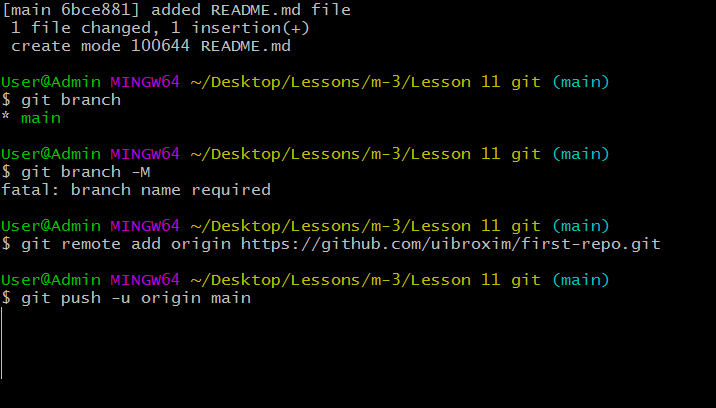 [main 6bce881] added README.md file
 1 file changed, 1 insertion(+)
 create mode 100644 README.md

User@Admin MINGW64 ~/Desktop/Lessons/m-3/Lesson 11 git (main)
$ git branch
* main

User@Admin MINGW64 ~/Desktop/Lessons/m-3/Lesson 11 git (main)
$ git branch -M
fatal: branch name required

User@Admin MINGW64 ~/Desktop/Lessons/m-3/Lesson 11 git (main)
$ git remote add origin https://github.com/uibroxim/first-repo.git

User@Admin MINGW64 ~/Desktop/Lessons/m-3/Lesson 11 git (main)
$ git push -u origin main